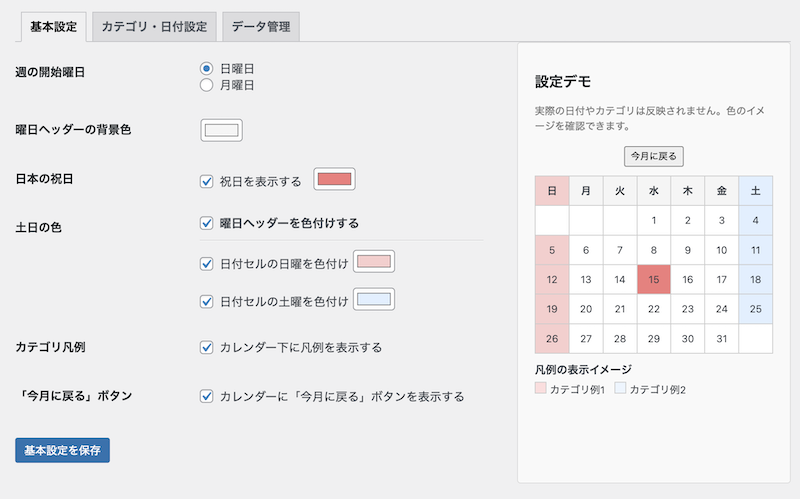 基本設定 カテゴリ・日付設定 データ管理
週の開始曜日
日曜日
月曜日
曜日ヘッダーの背景色
日本の祝日
祝日を表示する
土日の色
曜日ヘッダーを色付けする
日付セルの日曜を色付け
日付セルの土曜を色付け
カテゴリ凡例
カレンダー下に凡例を表示する
「今月に戻る」ボタン
カレンダーに「今月に戻る」ボタンを表示する
基本設定を保存
設定デモ
実際の日付やカテゴリは反映されません。色のイメ
ージを確認できます。
今月に戻る
日 月 火 水 木 金 土
1 2 3 4
5 6 7 8 9 10 11
12 13 14 15 16 17 18
19 20 21 22 23 24 25
26 27 28 29 30 31
凡例の表示イメージ
カテゴリ例1 カテゴリ例2